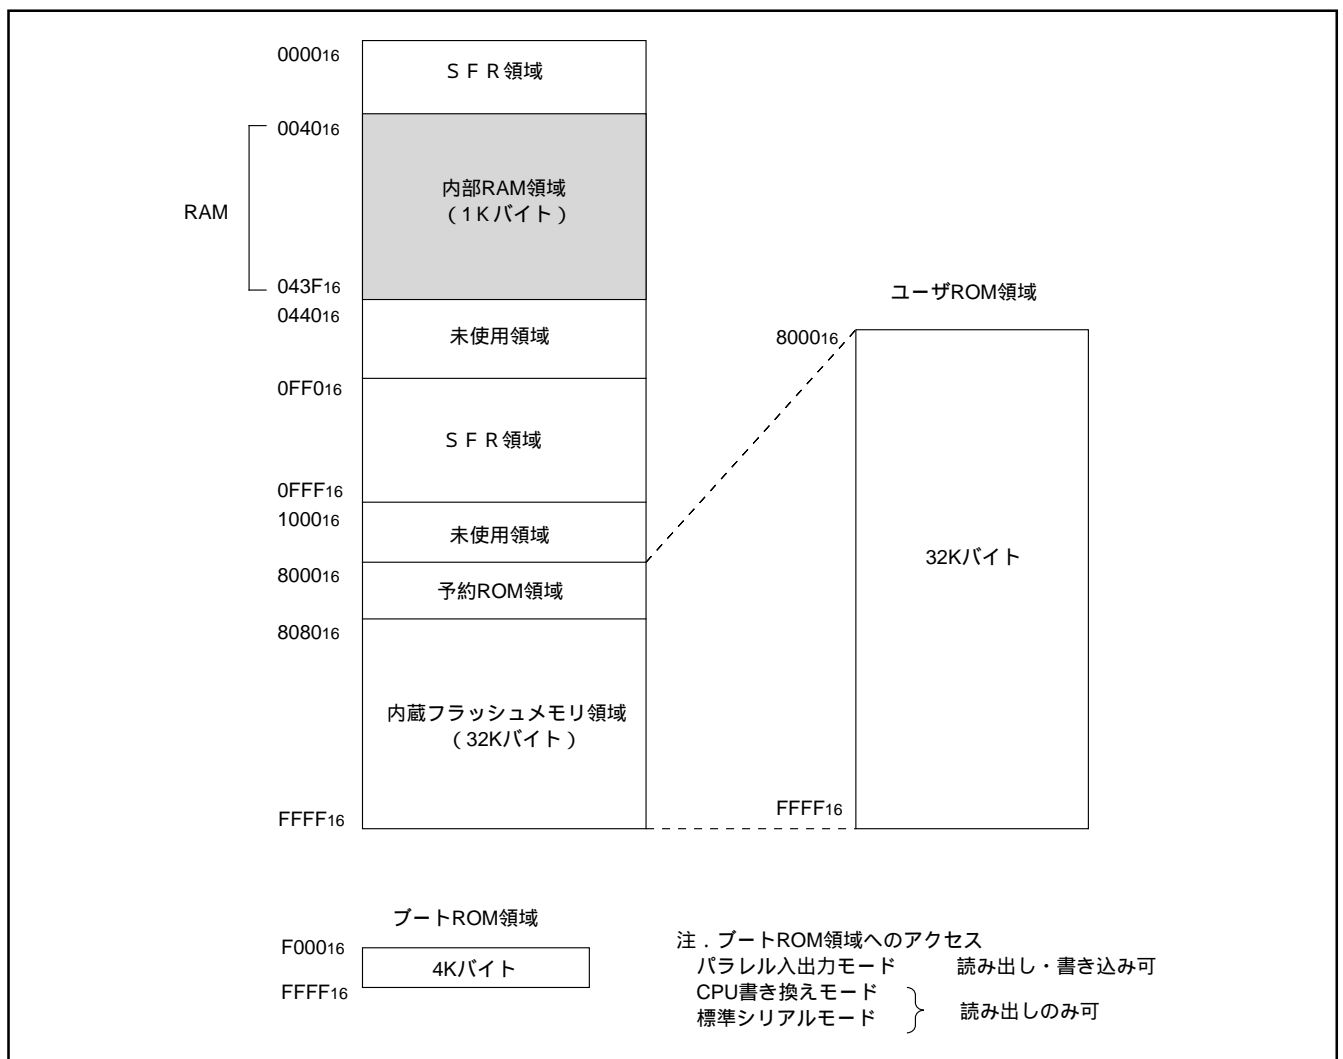 000016
ＳＦＲ領域
004016
RAM
内部RAM領域
（１Ｋバイト）
043F16
044016
未使用領域
0FF016
ＳＦＲ領域
0FFF16
100016
未使用領域
800016
予約ROM領域
808016
内蔵フラッシュメモリ領域
（32Kバイト）
FFFF16
ユーザROM領域
800016
32Kバイト
FFFF16
ブートROM領域
F00016
4Kバイト
FFFF16
注．ブートROM領域へのアクセス
パラレル入出力モード　読み出し・書き込み可
CPU書き換えモード
標準シリアルモード
読み出しのみ可